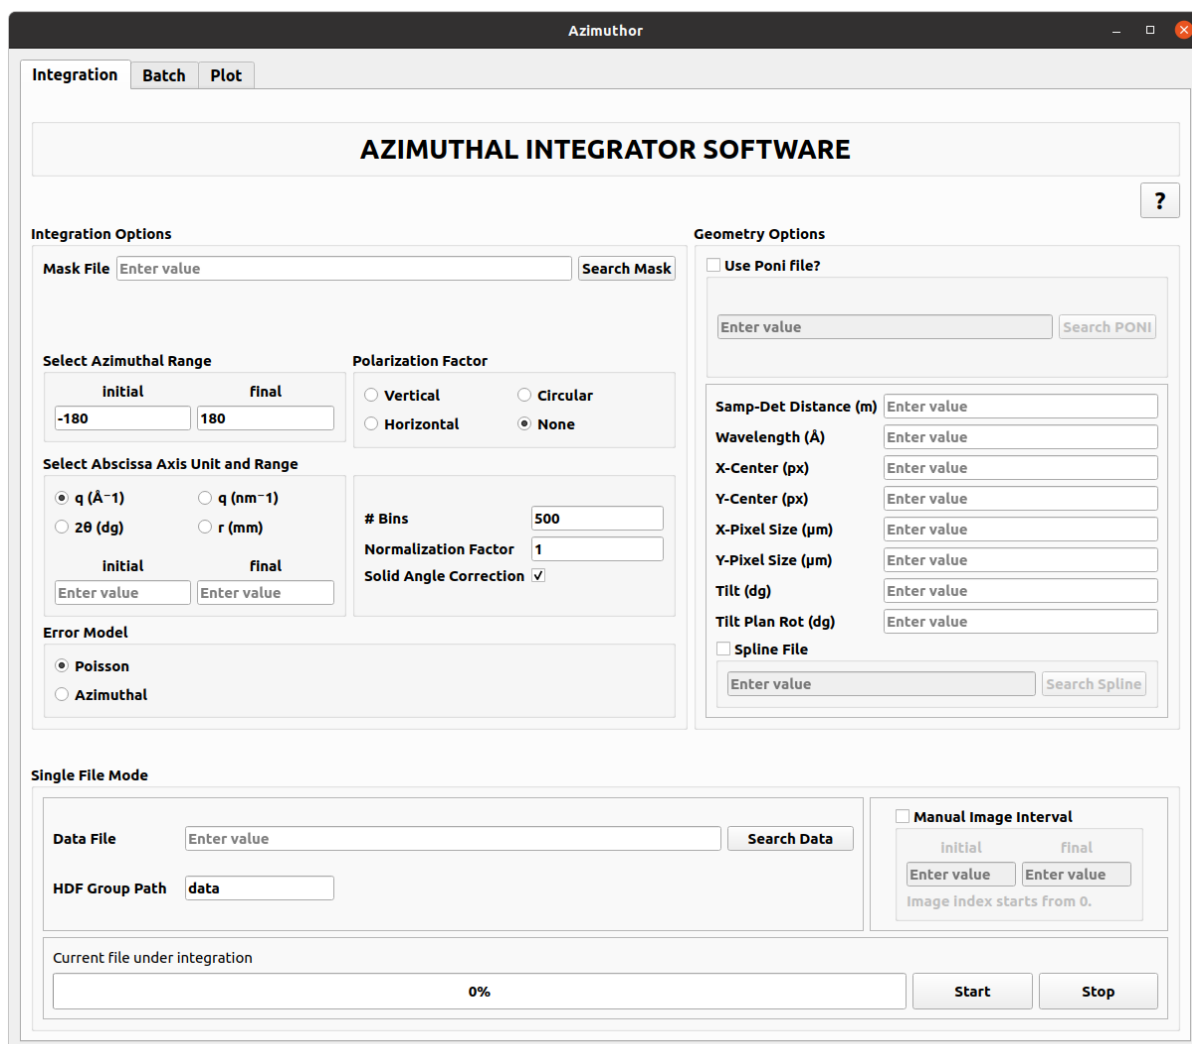 Azimuthor
Integration Batch Plot
AZIMUTHAL INTEGRATOR SOFTWARE
?
Integration Options
Mask File Enter value Search Mask
Select Azimuthal Range
initial final
-180 180
Polarization Factor
Vertical Circular
Horizontal None
Select Abscissa Axis Unit and Range
q (Å⁻1) q (nm⁻1)
2θ (dg) r (mm)
initial final
Enter value Enter value
# Bins 500
Normalization Factor 1
Solid Angle Correction
Error Model
Poisson
Azimuthal
Geometry Options
Use Poni file?
Enter value Search PONI
Samp-Det Distance (m) Enter value
Wavelength (Å) Enter value
X-Center (px) Enter value
Y-Center (px) Enter value
X-Pixel Size (μm) Enter value
Y-Pixel Size (μm) Enter value
Tilt (dg) Enter value
Tilt Plan Rot (dg) Enter value
Spline File
Enter value Search Spline
Single File Mode
Data File Enter value Search Data
HDF Group Path data
Manual Image Interval
initial final
Enter value Enter value
Image index starts from 0.
Current file under integration
0% Start Stop